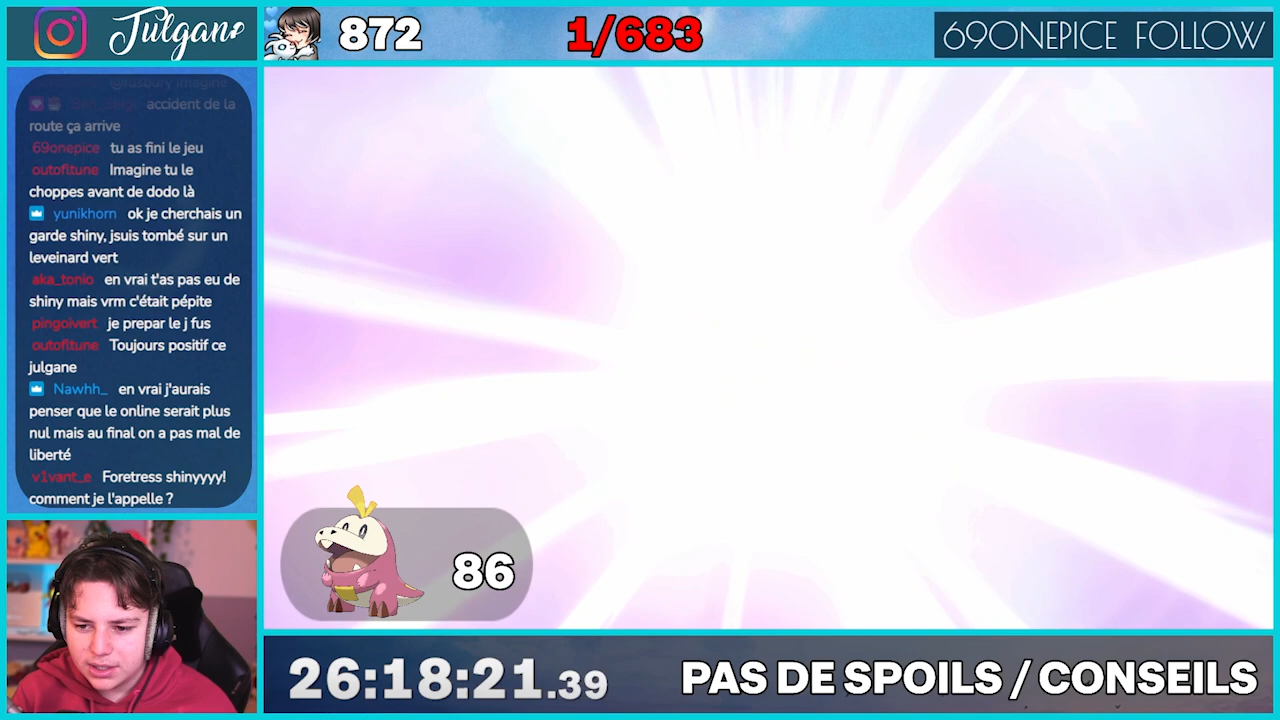 Julgane
872
1/683
69ONEPICE FOLLOW
@rusbury imagine
accident de la
route ça arrive
69onepice tu as fini le jeu
outofltune Imagine tu le
choppes avant de dodo là
yunikhorn ok je cherchais un
garde shiny, jsuis tombé sur un
leveinard vert
aka_tonio en vrai t'as pas eu de
shiny mais vrm c'était pépite
pingoivert je prepar le j fus
outofltune Toujours positif ce
julgane
Nawhh_ en vrai j'aurais
penser que le online serait plus
nul mais au final on a pas mal de
liberté
v1vant_e Foretress shinyyyy!
comment je l'appelle ?
86
26:18:21.39
PAS DE SPOILS / CONSEILS